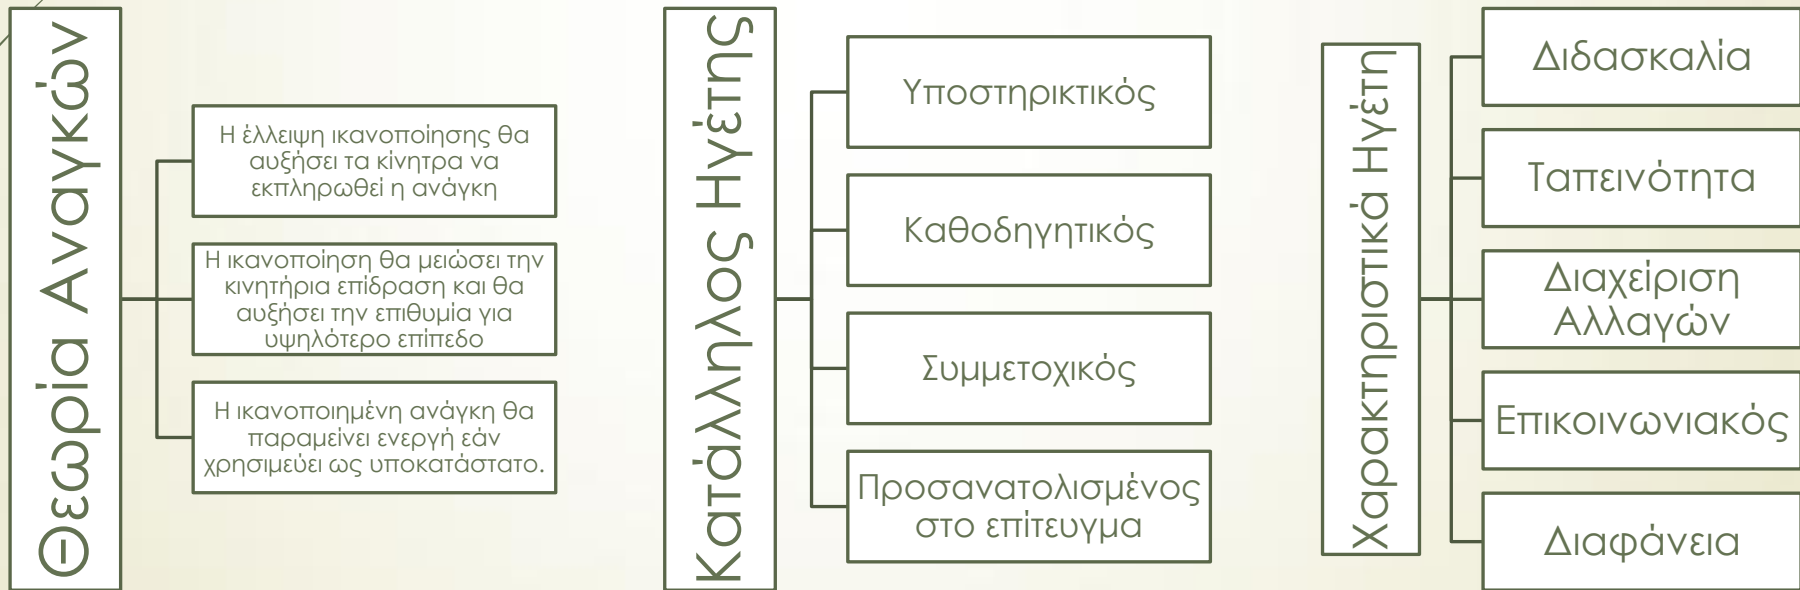 Θεωρία Αναγκών
Η έλλειψη ικανοποίησης θα
αυξήσει τα κίνητρα να
εκπληρωθεί η ανάγκη
Η ικανοποίηση θα μειώσει την
κινητήρια επίδραση και θα
αυξήσει την επιθυμία για
υψηλότερο επίπεδο
Η ικανοποιημένη ανάγκη θα
παραμείνει ενεργή εάν
χρησιμεύει ως υποκατάστατο.
Κατάλληλος Ηγέτης
Υποστηρικτικός
Καθοδηγητικός
Συμμετοχικός
Προσανατολισμένος
στο επίτευγμα
Χαρακτηριστικά Ηγέτη
Διδασκαλία
Ταπεινότητα
Διαχείριση
Αλλαγών
Επικοινωνιακός
Διαφάνεια